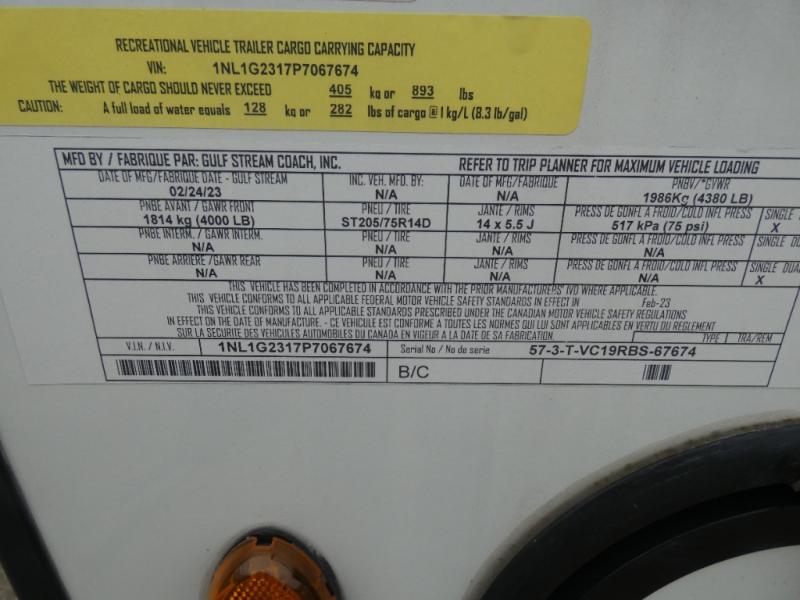 RECREATIONAL VEHICLE TRAILER CARGO CARRYING CAPACITY
VIN: 1NL1G2317P7067674
THE WEIGHT OF CARGO SHOULD NEVER EXCEED 405 kg or 893 lbs
CAUTION: A full load of water equals 128 kg or 282 lbs of cargo @ 1 kg/L (8.3 lb/gal)
MFD BY / FABRIQUE PAR: GULF STREAM COACH, INC. REFER TO TRIP PLANNER FOR MAXIMUM VEHICLE LOADING
DATE OF MFG/FABRIQUE DATE - GULF STREAM INC. VEH. MFD. BY DATE OF MFG/FABRIQUE PNBV/*GVWR
02/24/23 N/A N/A 1986Kg (4380 LB)
PNBE AVANT / GAWR FRONT PNEU / TIRE JANTE / RIMS PRESS DE GONFL A FROID/COLD INFL PRESS SINGLE
1814 kg (4000 LB) ST205/75R14D 14 x 5.5 J 517 kPa (75 psi) X
PNBE INTERM. / GAWR INTERM. PNEU / TIRE JANTE / RIMS PRESS DE GONFL A FROID/COLD INFL PRESS SINGLE
N/A N/A N/A N/A
PNBE ARRIERE / GAWR REAR PNEU / TIRE JANTE / RIMS PRESS DE GONFL A FROID/COLD INFL PRESS SINGLE
N/A N/A N/A N/A X
THIS VEHICLE HAS BEEN COMPLETED IN ACCORDANCE WITH THE PRIOR MANUFACTURERS' IVD WHERE APPLICABLE.
THIS VEHICLE CONFORMS TO ALL APPLICABLE FEDERAL MOTOR VEHICLE SAFETY STANDARDS IN EFFECT IN Feb-23
THIS VEHICLE CONFORMS TO ALL APPLICABLE STANDARDS PRESCRIBED UNDER THE CANADIAN MOTOR VEHICLE SAFETY REGULATIONS
IN EFFECT ON THE DATE OF MANUFACTURE. - CE VEHICULE EST CONFORME A TOUTES LES NORMES QUI LUI SONT APPLICABLES EN VERTU DU REGLEMENT
SUR LA SECURITE DES VEHICULES AUTOMOBILES DU CANADA EN VIGUEUR A LA DATE DE SA FABRICATION.
TYPE TRA/REM
V.I.N. / N.I.V. 1NL1G2317P7067674 Serial No / No de serie 57-3-T-VC19RBS-67674
B/C